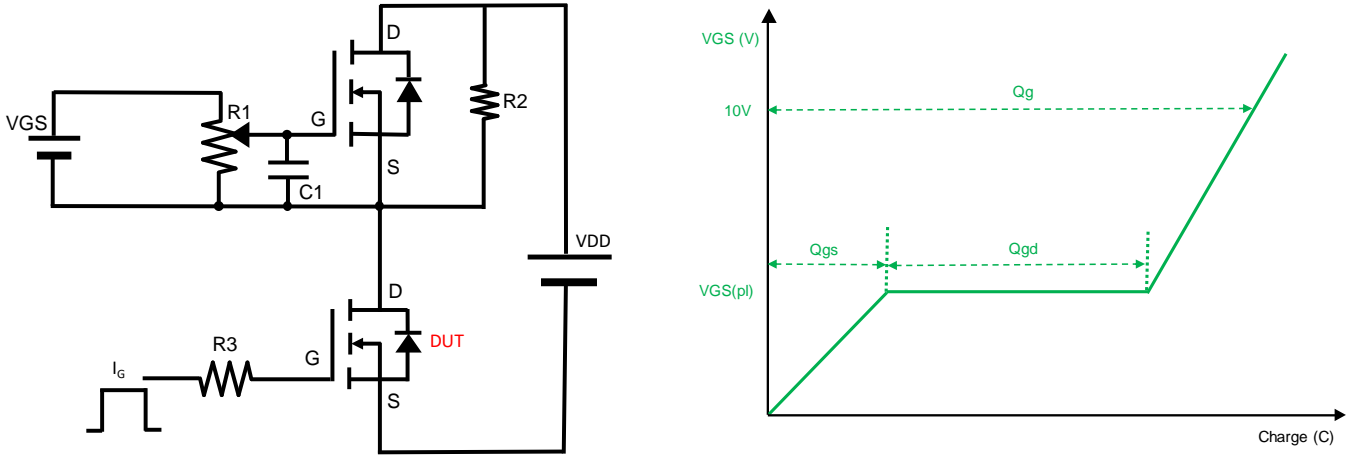 D
R1
R2
G
VGS
S
C1
VDD
D
DUT
R3
G
IG
S
VGS (V)
Qg
10V
Qgs
Qgd
VGS(pl)
Charge (C)